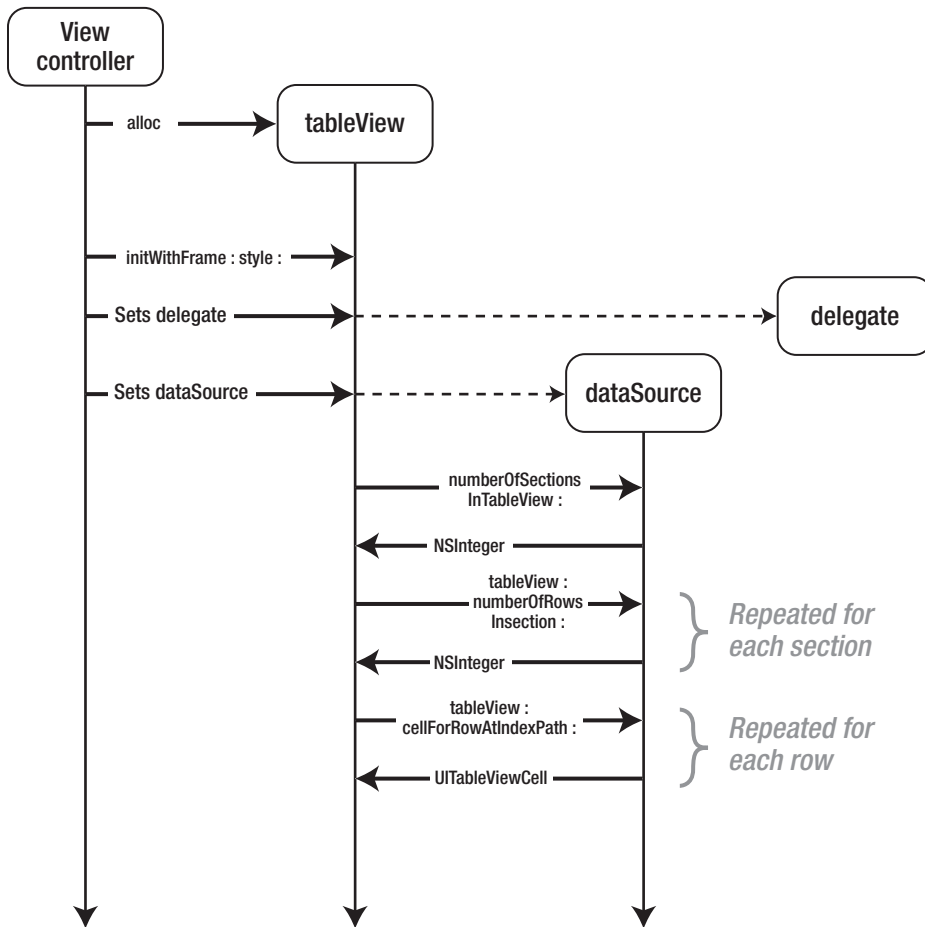 View
controller
alloc
tableView
initWithFrame : style :
Sets delegate
delegate
Sets dataSource
dataSource
numberOfSections
InTableView :
NSInteger
tableView :
numberOfRows
Insection :
Repeated for
each section
NSInteger
tableView :
cellForRowAtIndexPath :
Repeated for
each row
UITableViewCell